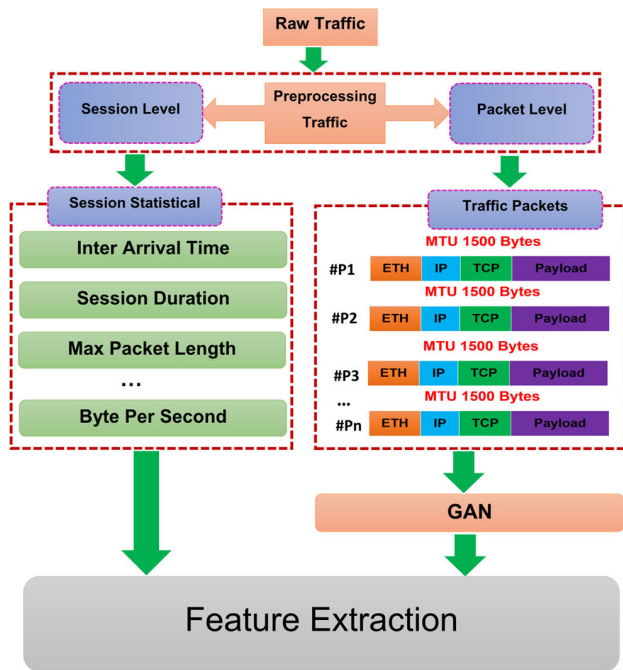 Raw Traffic
Session Level
Preprocessing
Traffic
Packet Level
Session Statistical
Inter Arrival Time
Session Duration
Max Packet Length
...
Byte Per Second
Traffic Packets
MTU 1500 Bytes
#P1 ETH IP TCP Payload
MTU 1500 Bytes
#P2 ETH IP TCP Payload
MTU 1500 Bytes
#P3 ETH IP TCP Payload
... MTU 1500 Bytes
#Pn ETH IP TCP Payload
GAN
Feature Extraction